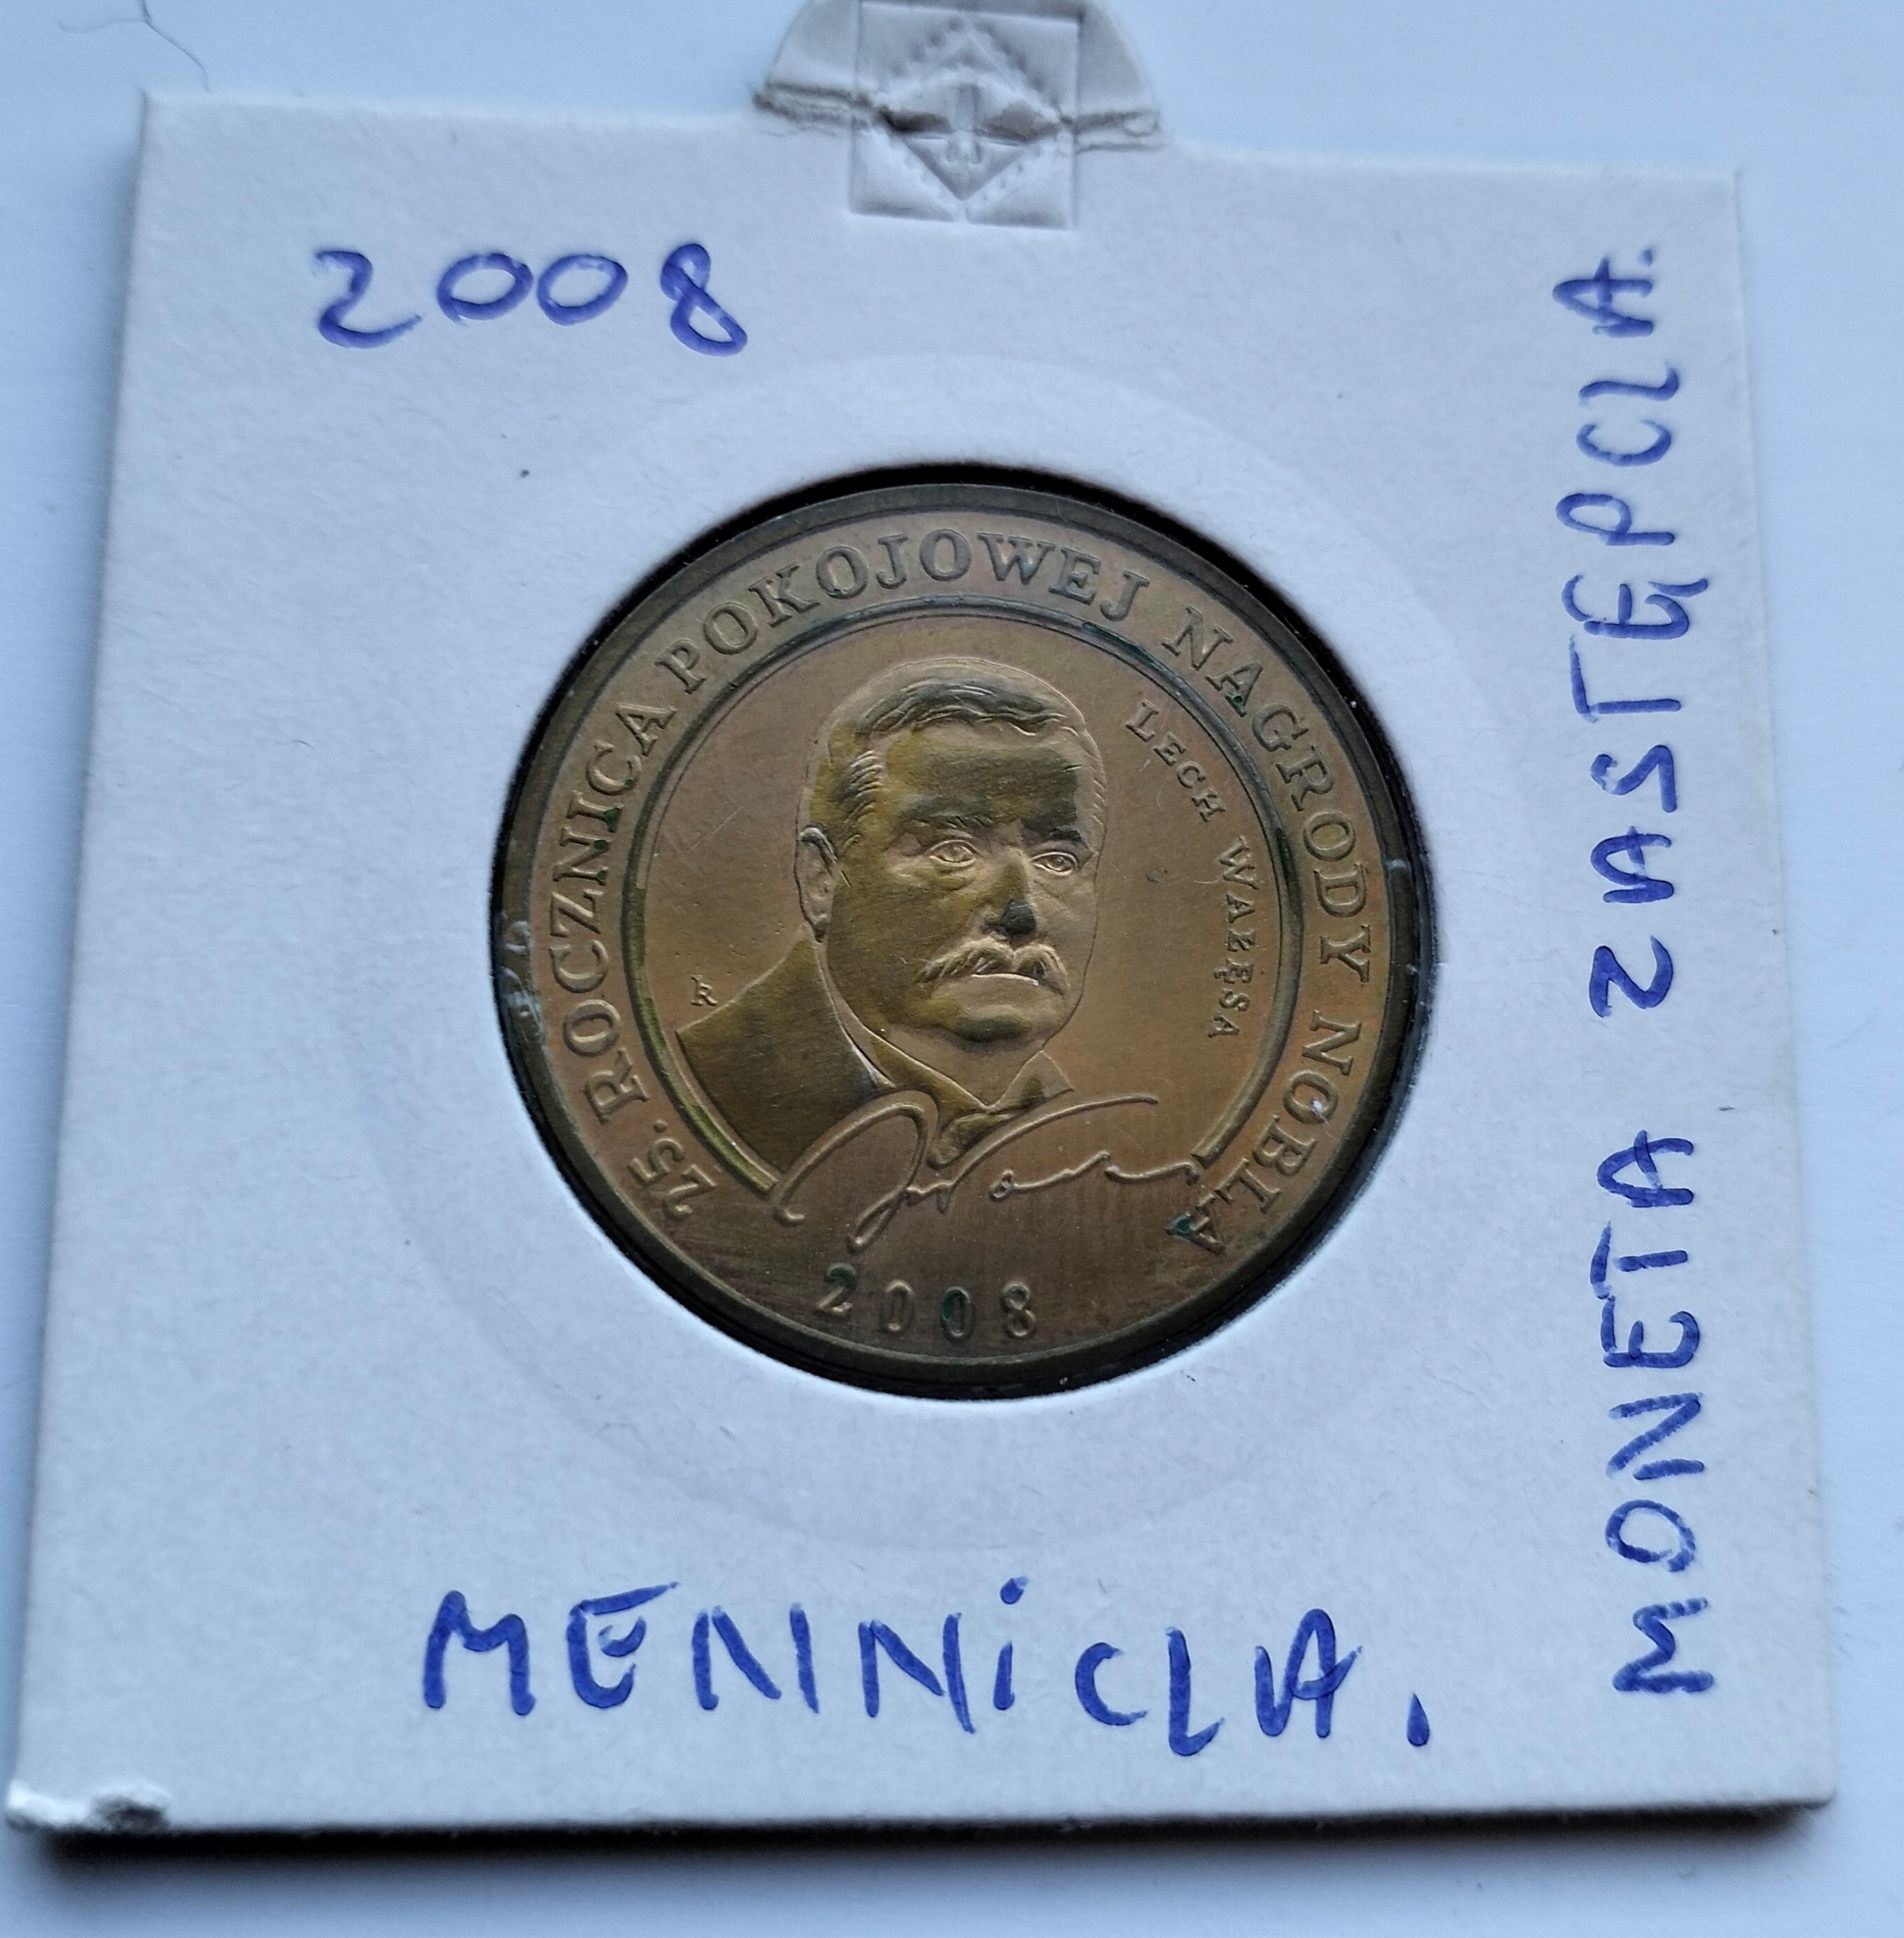 2008
25. ROCZNICA POKOJOWEJ NAGRODY NOBLA
LECH WAŁĘSA
2008
MENNICZA.
MONETA ZASTĘPCZA.